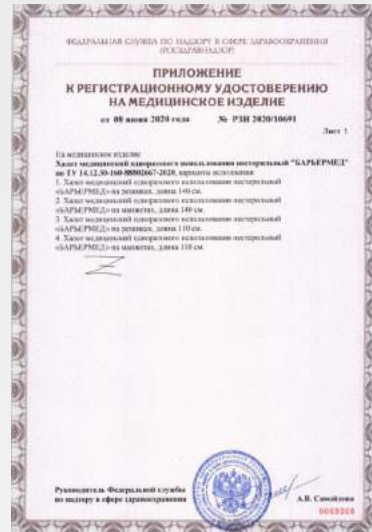 ФЕДЕРАЛЬНАЯ СЛУЖБА ПО НАДЗОРУ В СФЕРЕ ЗДРАВООХРАНЕНИЯ
(РОСЗДРАВНАДЗОР)
ПРИЛОЖЕНИЕ
К РЕГИСТРАЦИОННОМУ УДОСТОВЕРЕНИЮ
НА МЕДИЦИНСКОЕ ИЗДЕЛИЕ
от 08 июня 2020 года № РЗН 2020/10691
Лист 1
На медицинское изделие
Халат медицинский одноразового использования нестерильный "БАРЬЕРМЕД"
по ТУ 14.12.30-160-88802667-2020, варианты исполнения
1. Халат медицинский одноразового использования нестерильный
«БАРЬЕРМЕД» на резинках, длина 140 см.
2. Халат медицинский одноразового использования нестерильный
«БАРЬЕРМЕД» на манжетах, длина 140 см.
3. Халат медицинский одноразового использования нестерильный
«БАРЬЕРМЕД» на резинках, длина 110 см.
4. Халат медицинский одноразового использования нестерильный
«БАРЬЕРМЕД» на манжетах, длина 110 см.
Руководитель Федеральной службы
по надзору в сфере здравоохранения
А.В. Самойлова